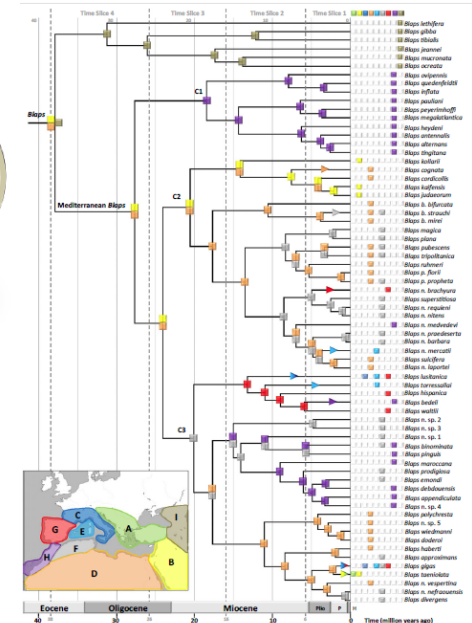 Time Slice 4 Time Slice 3 Time Slice 2 Time Slice 1
Blaps lethifera
Blaps gibba
Blaps tibialis
Blaps jeannei
Blaps mucronata
Blaps ocreata
Blaps ovipennis
Blaps quedenfeldti
Blaps inflata
Blaps pauliani
Blaps peyerimhoffi
Blaps megalatlantica
Blaps heydeni
Blaps antennalis
Blaps alternans
Blaps tingitana
Blaps kollari
Blaps cognata
Blaps cordicollis
Blaps kaifensis
Blaps judaeorum
Blaps b. bifurcata
Blaps b. strauchi
Blaps b. mirei
Blaps magica
Blaps plana
Blaps pubescens
Blaps tripolitanica
Blaps ruhmeri
Blaps p. florii
Blaps p. propheta
Blaps n. brachyura
Blaps superstitiosa
Blaps n. requieni
Blaps n. nitens
Blaps n. medvedevi
Blaps n. praedeserta
Blaps n. barbara
Blaps n. mercatii
Blaps sulcifera
Blaps n. laportei
Blaps lusitanica
Blaps torressalai
Blaps hispanica
Blaps bedeli
Blaps waltlii
Blaps n. sp. 2
Blaps n. sp. 3
Blaps n. sp. 1
Blaps binominata
Blaps pinguis
Blaps maroccana
Blaps prodigiosa
Blaps emondi
Blaps debdouensis
Blaps appendiculata
Blaps n. sp. 4
Blaps polychresta
Blaps n. sp. 5
Blaps wiedmanni
Blaps doderoi
Blaps huberti
Blaps approximans
Blaps gigas
Blaps taeniolata
Blaps n. vespertina
Blaps n. nefrauensis
Blaps divergens
Blaps
Mediterranean Blaps
C1
C2
C3
A
B
C
D
E
F
G
H
I
Eocene Oligocene Miocene Plio P H
40 30 20 10 0 Time (million years ago)